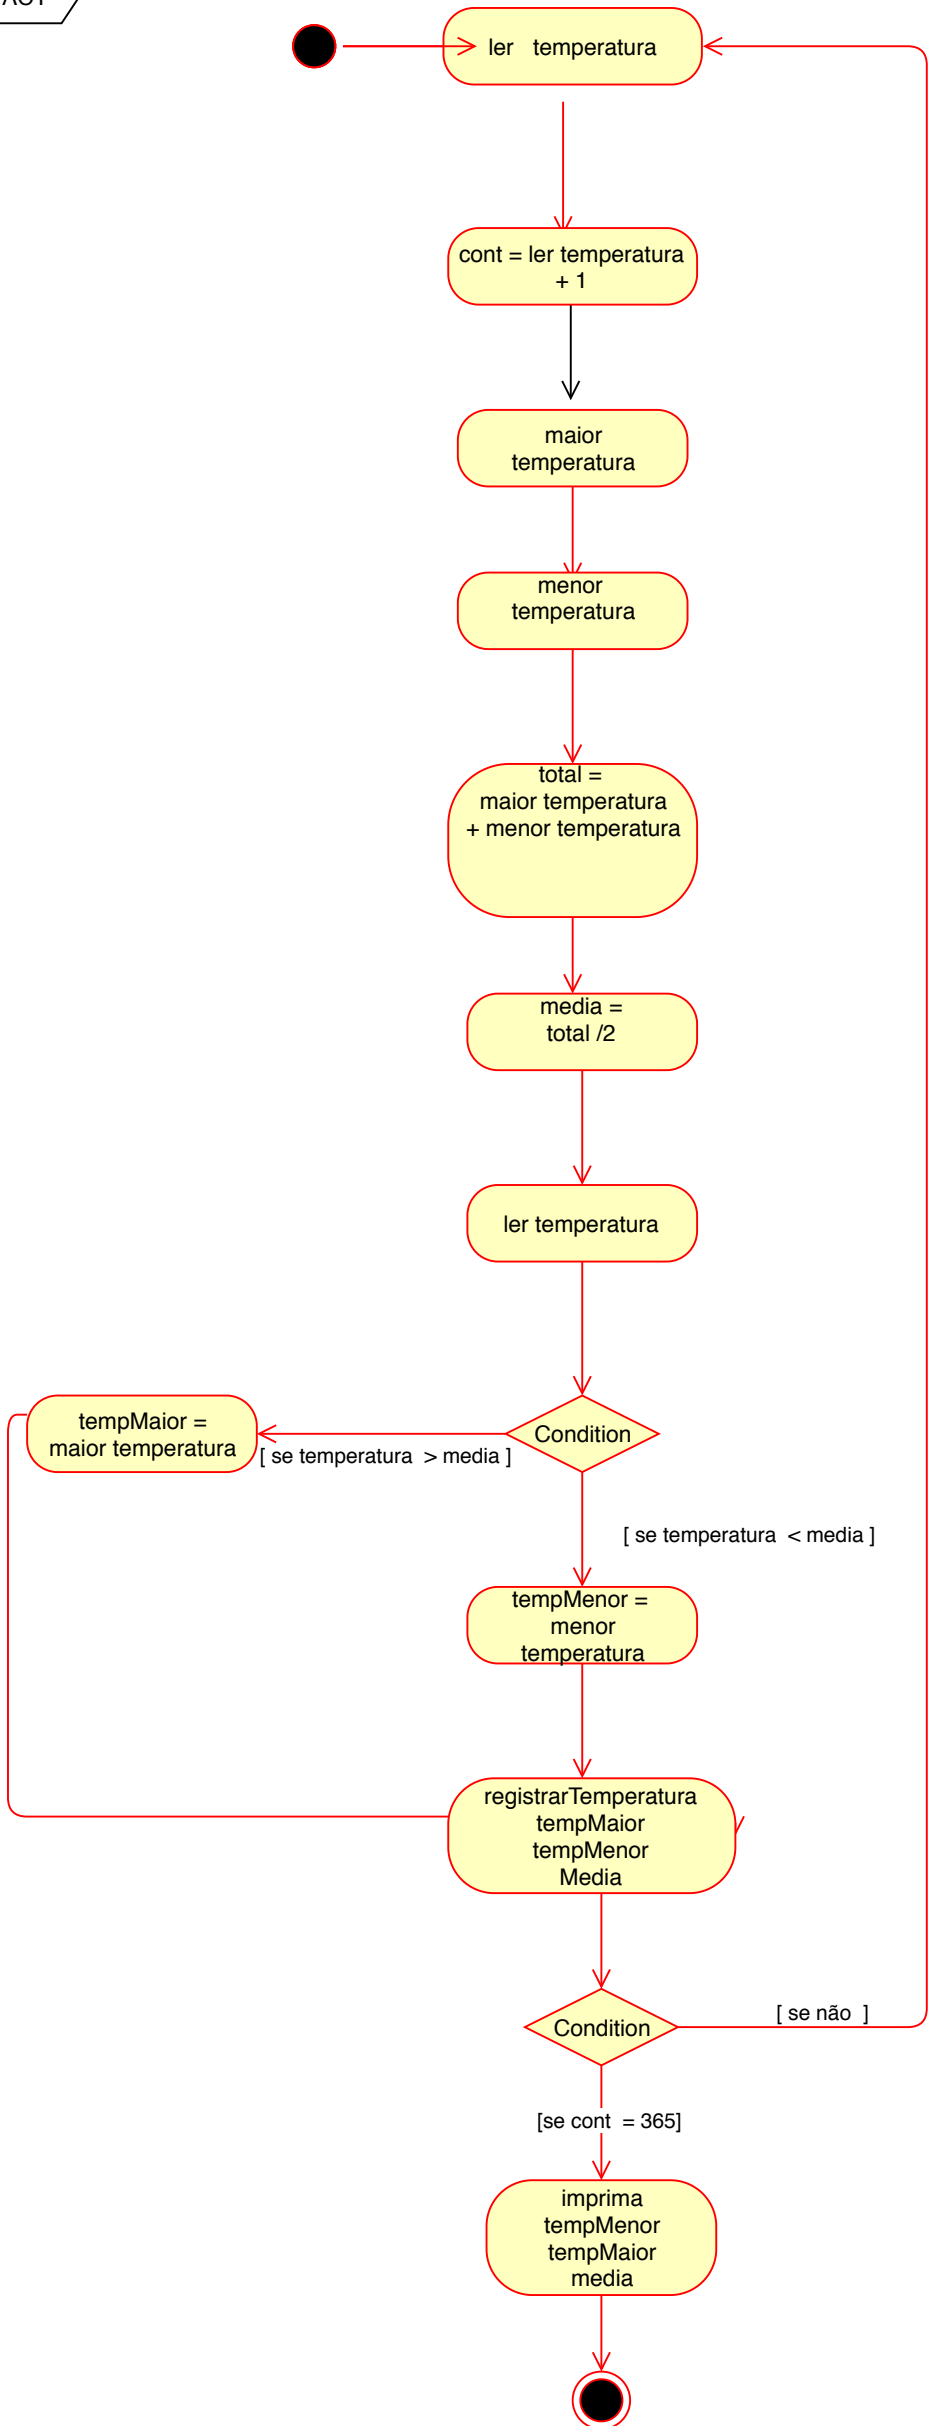 ler temperatura
cont = ler temperatura
+ 1
maior
temperatura
menor
temperatura
total =
maior temperatura
+ menor temperatura
media =
total /2
ler temperatura
Condition
tempMaior =
maior temperatura
[ se temperatura > media ]
[ se temperatura < media ]
tempMenor =
menor
temperatura
registrarTemperatura
tempMaior
tempMenor
Media
Condition
[ se não ]
[se cont = 365]
imprima
tempMenor
tempMaior
media